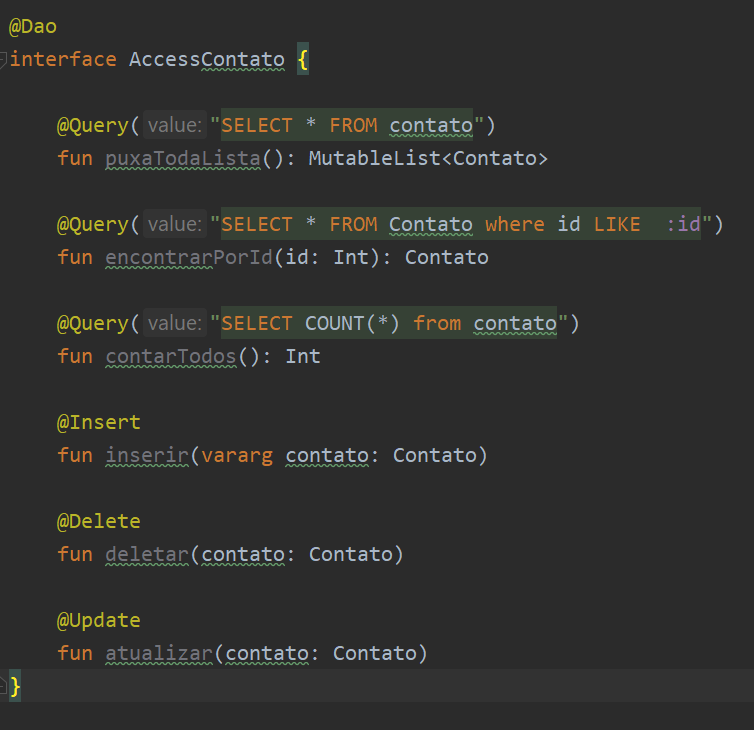 @Dao
interface AccessContato {
@Query( value: "SELECT * FROM contato")
fun puxaTodaLista(): MutableList<Contato>
@Query( value: "SELECT * FROM Contato where id LIKE  :id")
fun encontrarPorId(id: Int): Contato
@Query( value: "SELECT COUNT(*) from contato")
fun contarTodos(): Int
@Insert
fun inserir(vararg contato: Contato)
@Delete
fun deletar(contato: Contato)
@Update
fun atualizar(contato: Contato)
}